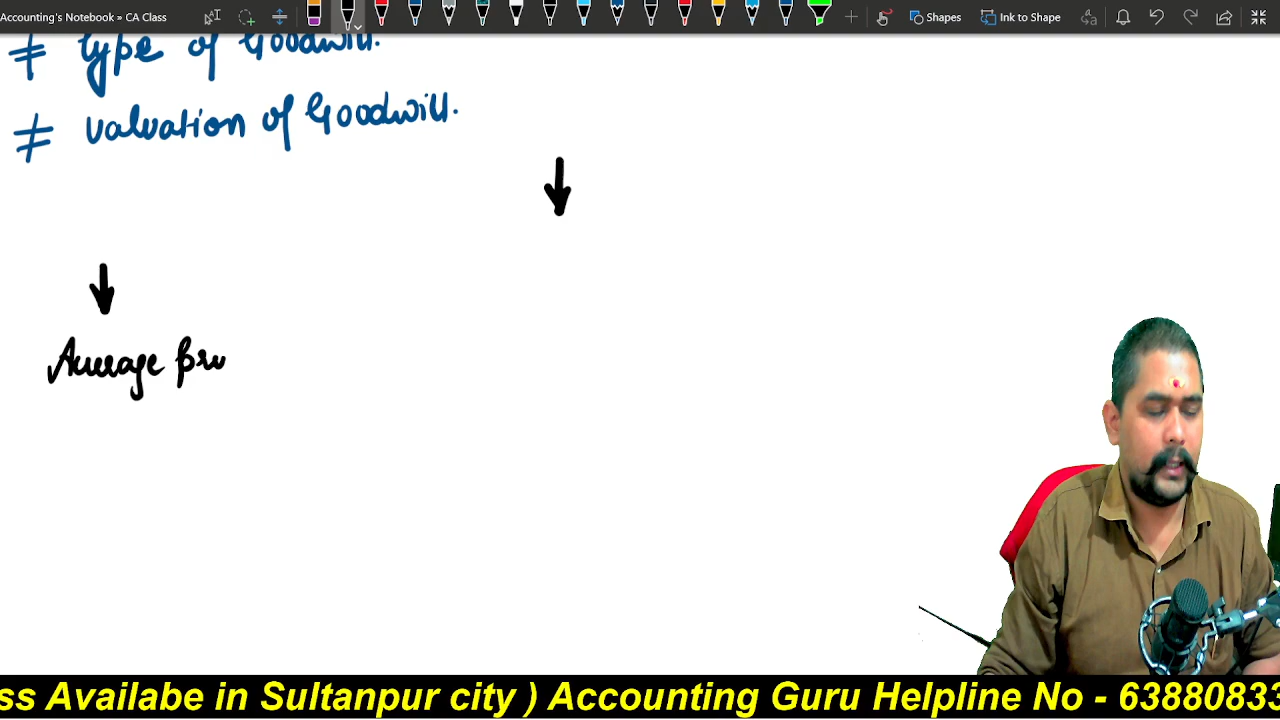 Accounting's Notebook » CA Class
Shapes
Ink to Shape
≠ type of Goodwill.
≠ valuation of Goodwill.
Average pro
ss Availabe in Sultanpur city ) Accounting Guru Helpline No - 63880833